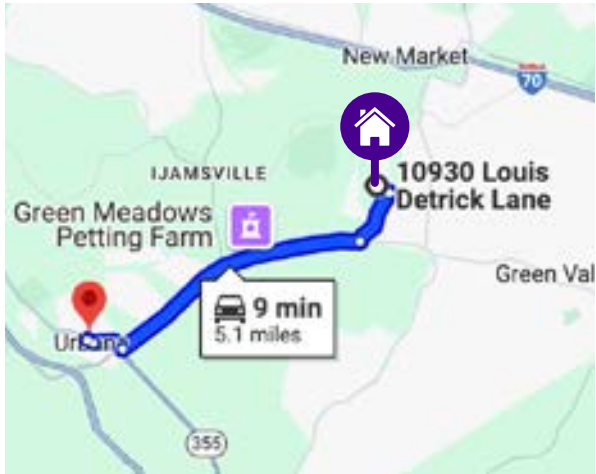 New Market
70
IJAMSVILLE
10930 Louis
Detrick Lane
Green Meadows
Petting Farm
Green Val
9 min
5.1 miles
Urbana
355